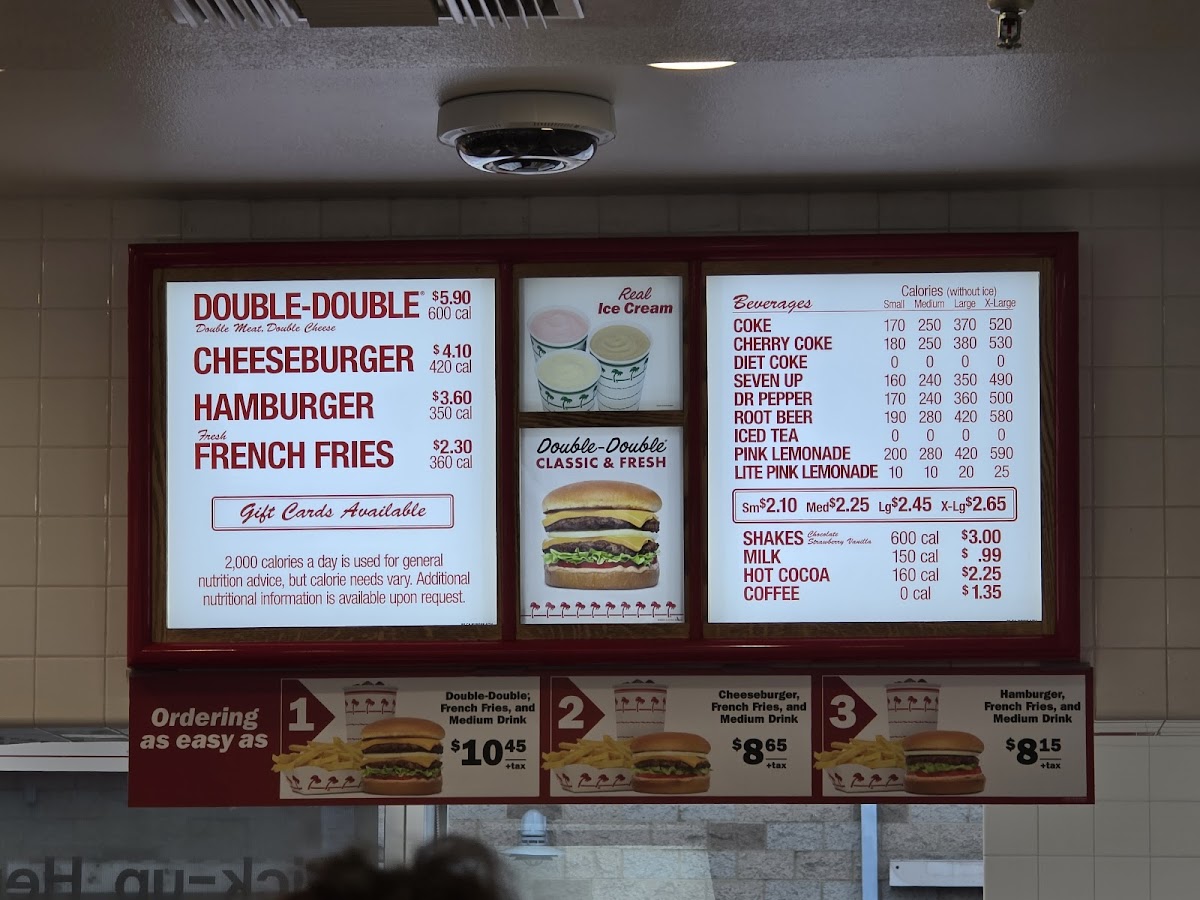 DOUBLE-DOUBLE® $5.90
Double Meat. Double Cheese 600 cal
CHEESEBURGER $4.10
420 cal
HAMBURGER $3.60
350 cal
Fresh
FRENCH FRIES $2.30
360 cal
Gift Cards Available
2,000 calories a day is used for general
nutrition advice, but calorie needs vary. Additional
nutritional information is available upon request.
Real
Ice Cream
Double-Double®
CLASSIC & FRESH
Calories (without ice)
Beverages Small Medium Large X-Large
COKE 170 250 370 520
CHERRY COKE 180 250 380 530
DIET COKE 0 0 0 0
SEVEN UP 160 240 350 490
DR PEPPER 170 240 360 500
ROOT BEER 190 280 420 580
ICED TEA 0 0 0 0
PINK LEMONADE 200 280 420 590
LITE PINK LEMONADE 10 10 20 25
Sm$2.10 Med$2.25 Lg$2.45 X-Lg$2.65
SHAKES Chocolate Strawberry Vanilla 600 cal $3.00
MILK 150 cal $ .99
HOT COCOA 160 cal $2.25
COFFEE 0 cal $1.35
Ordering
as easy as
1
Double-Double,
French Fries, and
Medium Drink
$10.45
+tax
2
Cheeseburger,
French Fries, and
Medium Drink
$8.65
+tax
3
Hamburger,
French Fries, and
Medium Drink
$8.15
+tax
ick-up He